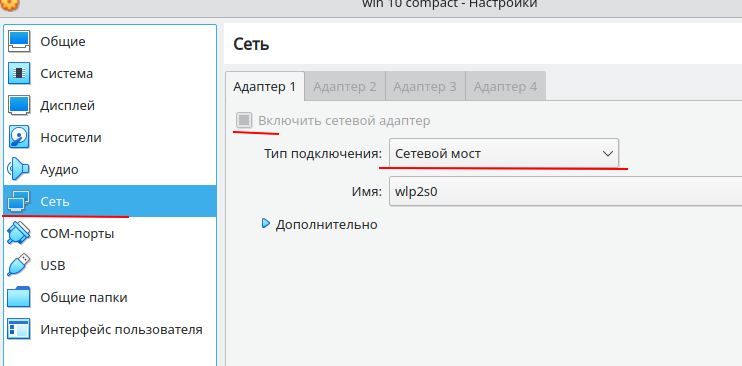 win 10 compact - Настройки
Общие
Система
Дисплей
Носители
Аудио
Сеть
COM-порты
USB
Общие папки
Интерфейс пользователя
Сеть
Адаптер 1 Адаптер 2 Адаптер 3 Адаптер 4
Включить сетевой адаптер
Тип подключения: Сетевой мост
Имя: wlp2s0
Дополнительно